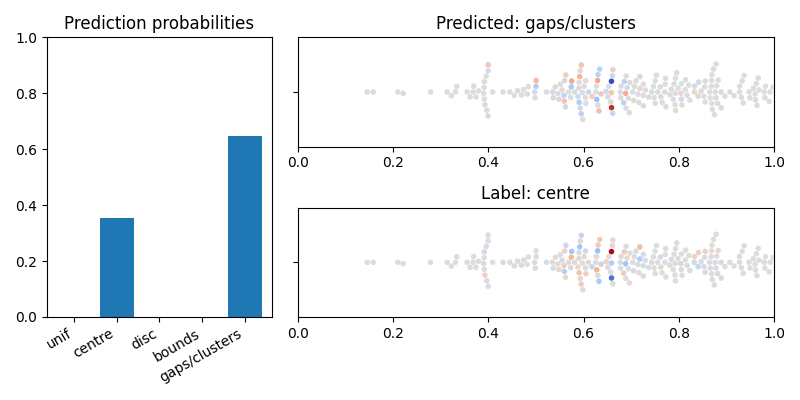 Prediction probabilities
1.0
0.8
0.6
0.4
0.2
0.0
unif
centre
disc
bounds
gaps/clusters
Predicted: gaps/clusters
0.0 0.2 0.4 0.6 0.8 1.0
Label: centre
0.0 0.2 0.4 0.6 0.8 1.0